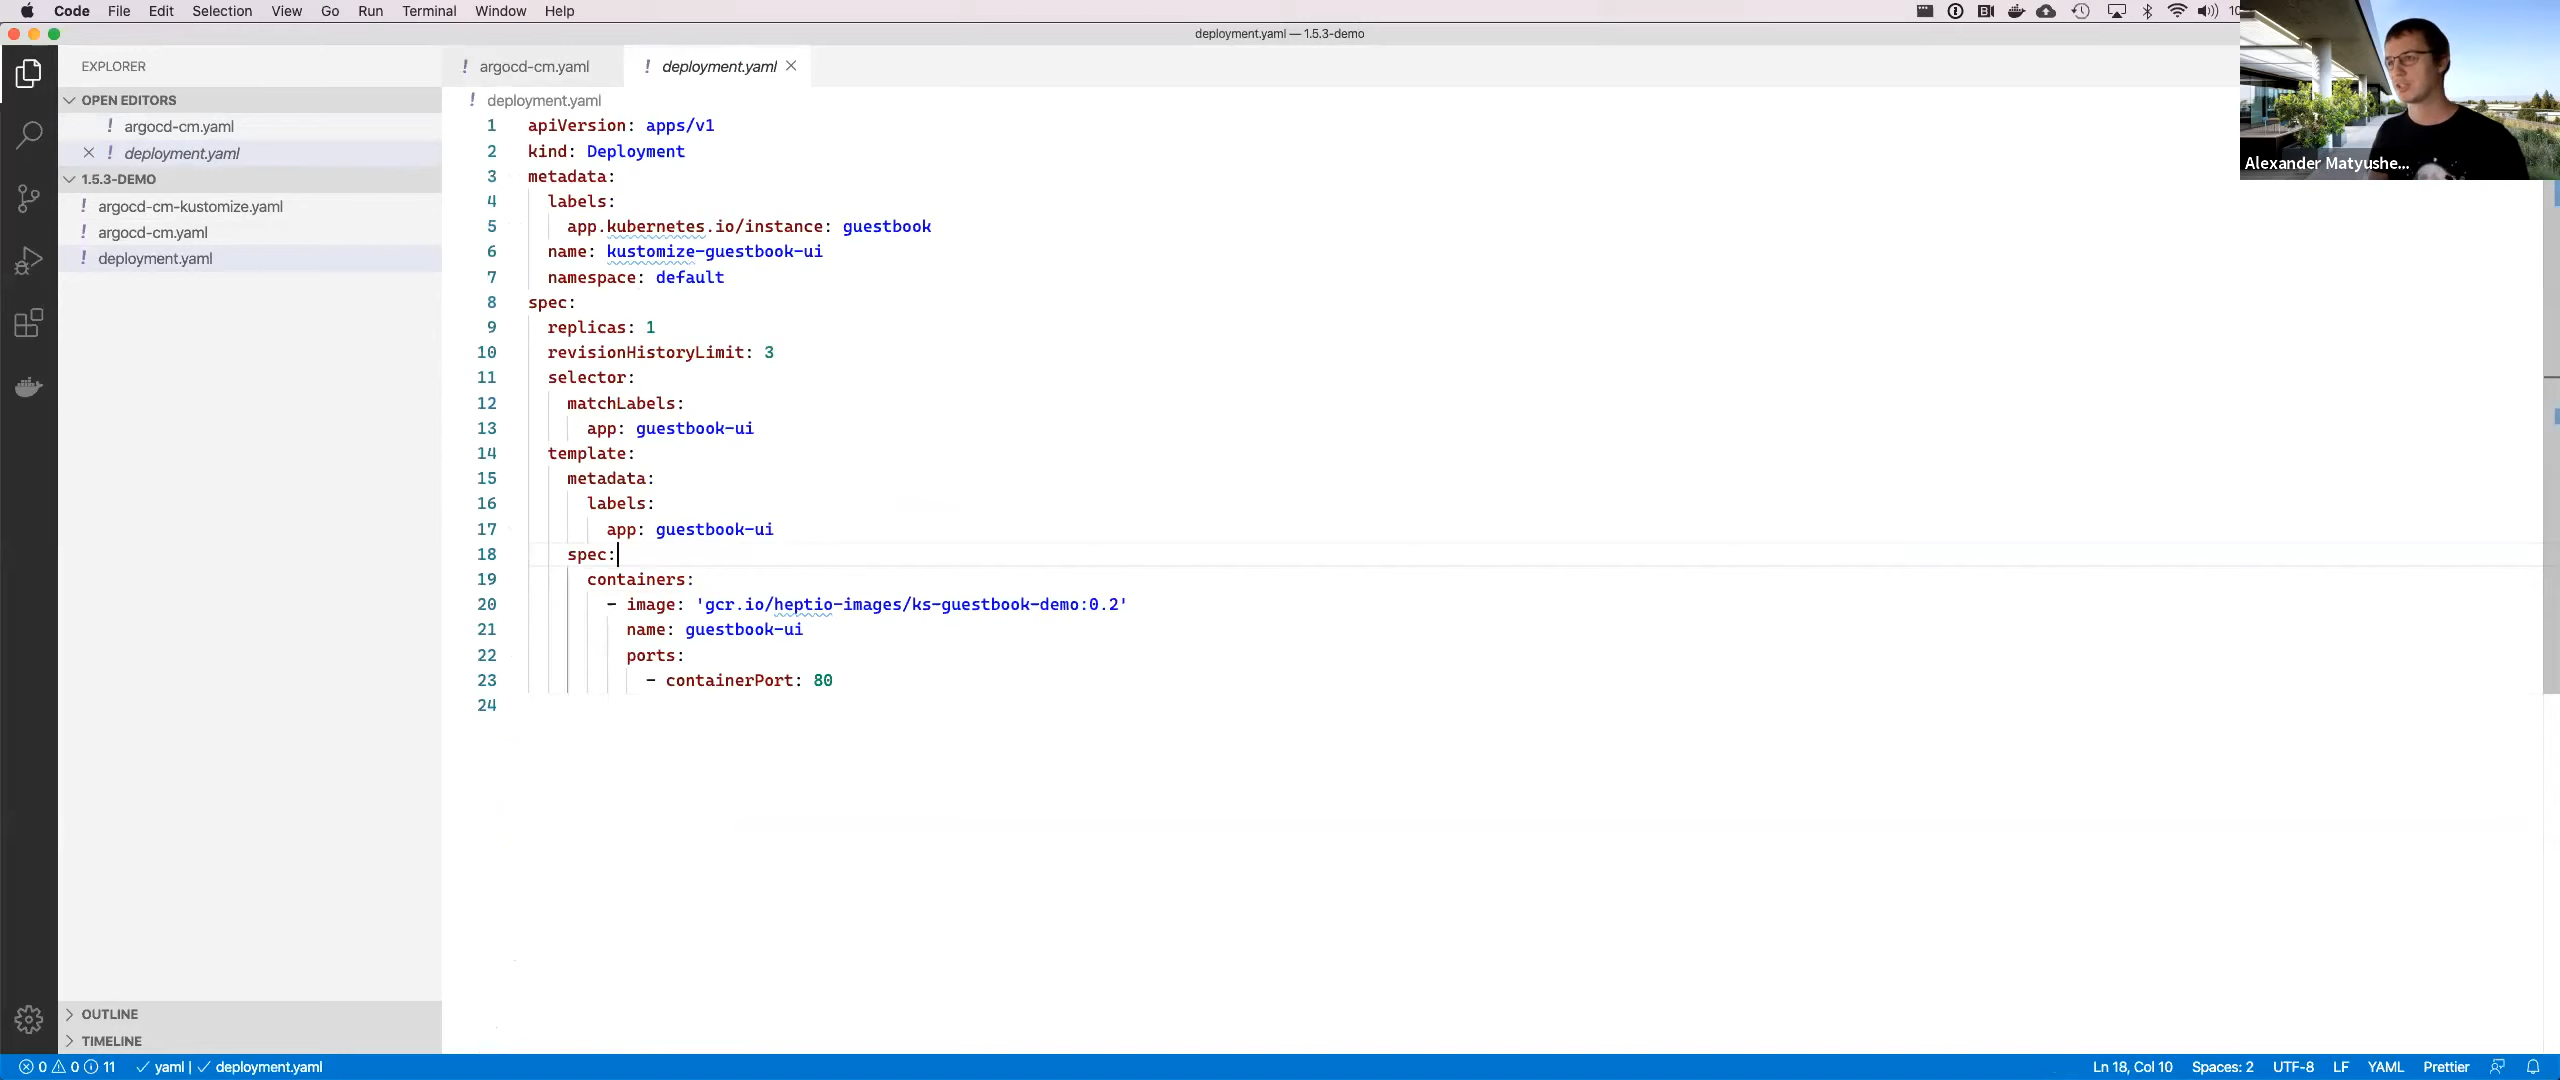 Code File Edit Selection View Go Run Terminal Window Help
deployment.yaml — 1.5.3-demo
EXPLORER
OPEN EDITORS
! argocd-cm.yaml
! deployment.yaml
1.5.3-DEMO
! argocd-cm-kustomize.yaml
! argocd-cm.yaml
! deployment.yaml
OUTLINE
TIMELINE
! argocd-cm.yaml ! deployment.yaml
! deployment.yaml
1 apiVersion: apps/v1
2 kind: Deployment
3 metadata:
4 labels:
5 app.kubernetes.io/instance: guestbook
6 name: kustomize-guestbook-ui
7 namespace: default
8 spec:
9 replicas: 1
10 revisionHistoryLimit: 3
11 selector:
12 matchLabels:
13 app: guestbook-ui
14 template:
15 metadata:
16 labels:
17 app: guestbook-ui
18 spec:
19 containers:
20 - image: 'gcr.io/heptio-images/ks-guestbook-demo:0.2'
21 name: guestbook-ui
22 ports:
23 - containerPort: 80
24
Alexander Matyushe...
0 0 11 yaml | deployment.yaml
Ln 18, Col 10 Spaces: 2 UTF-8 LF YAML Prettier